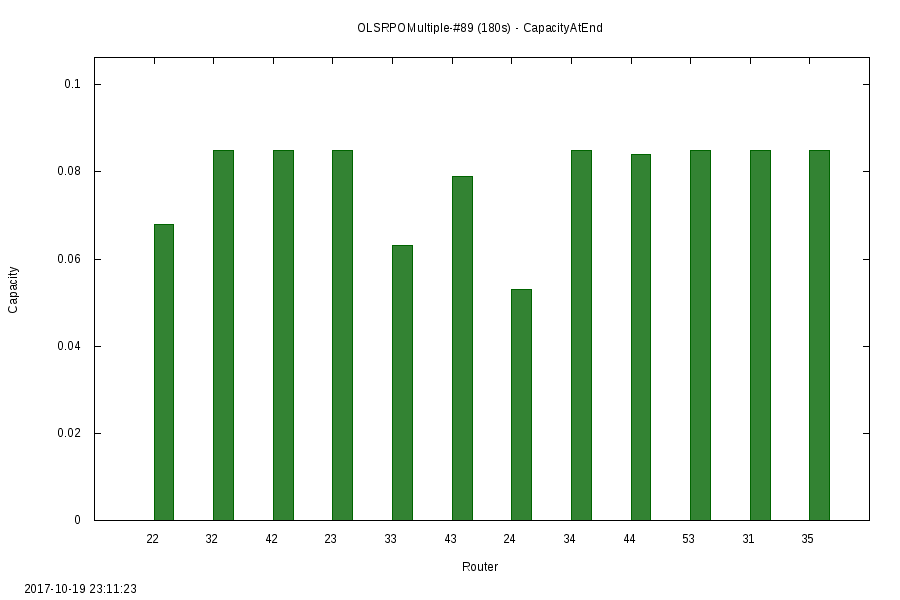 OLSRPOMultiple-#89 (180s) - CapacityAtEnd
0.1
0.08
0.06
0.04
0.02
0
Capacity
22 32 42 23 33 43 24 34 44 53 31 35
Router
2017-10-19 23:11:23